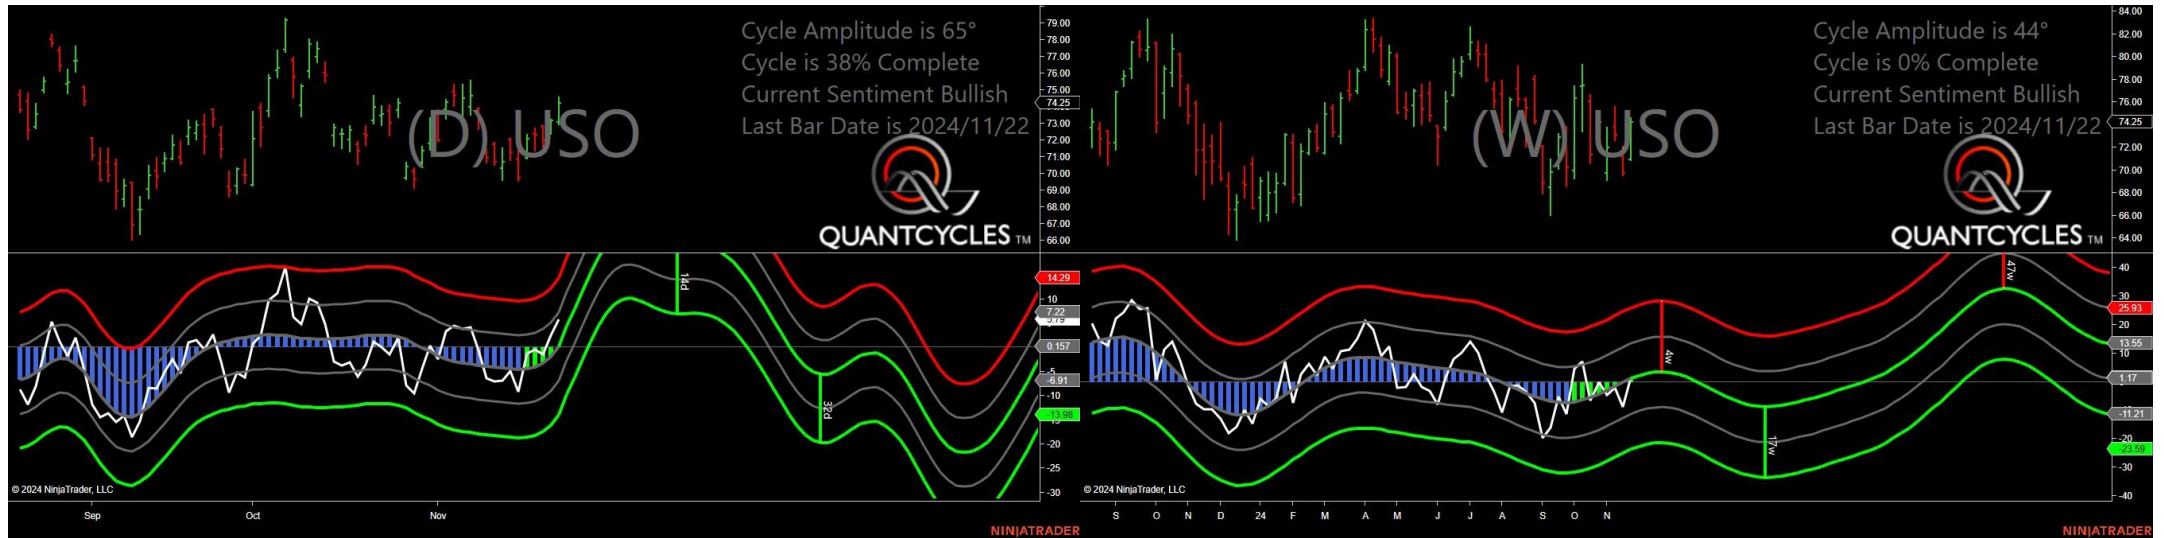 Cycle Amplitude is 65°
Cycle is 38% Complete
Current Sentiment Bullish
Last Bar Date is 2024/11/22
(D) USO
QUANTCYCLES TM
79.00
78.00
77.00
76.00
75.00
74.25
73.00
72.00
71.00
70.00
69.00
68.00
67.00
66.00
14d
32d
14.29
10
7.22
5.79
0.157
-5
-6.91
-10
-13.98
-20
-25
-30
© 2024 NinjaTrader, LLC
Sep Oct Nov
NINJATRADER
Cycle Amplitude is 44°
Cycle is 0% Complete
Current Sentiment Bullish
Last Bar Date is 2024/11/22
(W) USO
QUANTCYCLES TM
84.00
82.00
80.00
78.00
76.00
74.25
72.00
70.00
68.00
66.00
64.00
47w
4w
17w
40
30
25.93
20
13.55
10
1.17
-11.21
-20
-23.59
-30
-40
© 2024 NinjaTrader, LLC
S O N D 24 F M A M J J A S O N
NINJATRADER